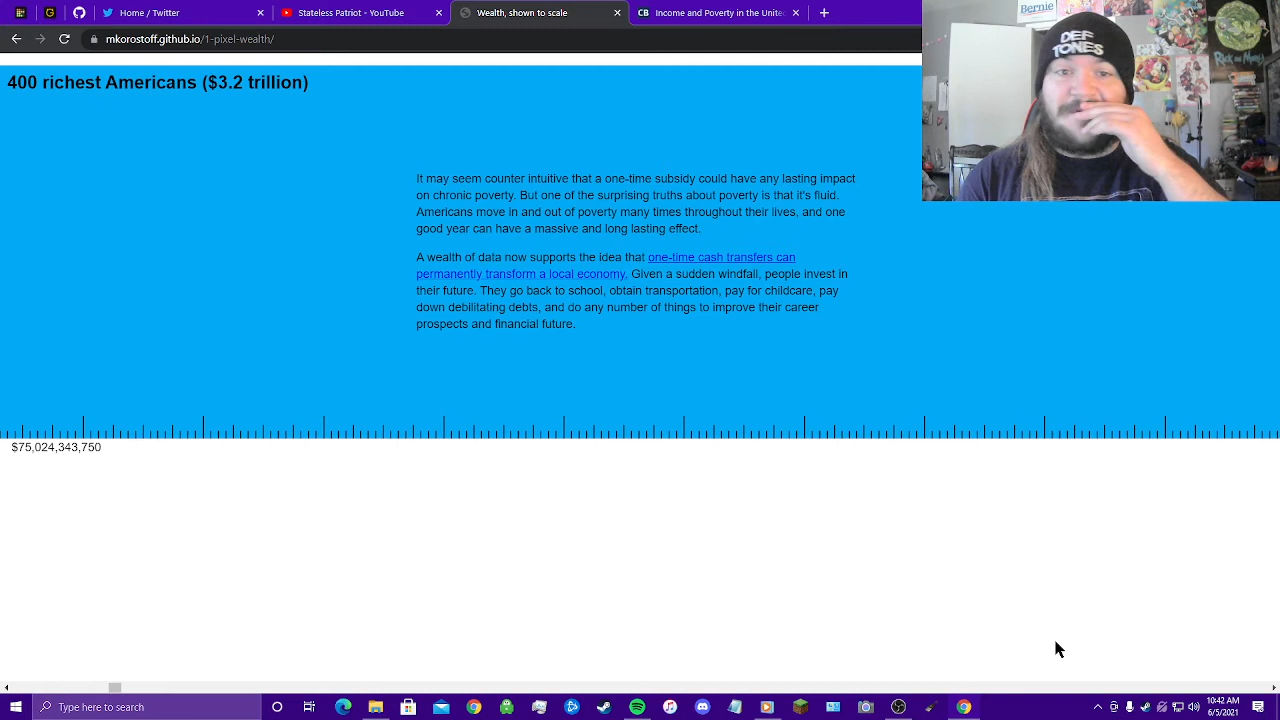 Home / Twitter
Stateless Patriot - YouTube
Wealth, shown to scale
CB
Income and Poverty in the Unite
mkorostoff.github.io/1-pixel-wealth/
Bernie
DEF
TONES
Rick and Morty
400 richest Americans ($3.2 trillion)
It may seem counter intuitive that a one-time subsidy could have any lasting impact
on chronic poverty. But one of the surprising truths about poverty is that it's fluid.
Americans move in and out of poverty many times throughout their lives, and one
good year can have a massive and long lasting effect.
A wealth of data now supports the idea that one-time cash transfers can
permanently transform a local economy. Given a sudden windfall, people invest in
their future. They go back to school, obtain transportation, pay for childcare, pay
down debilitating debts, and do any number of things to improve their career
prospects and financial future.
$75,024,343,750
Type here to search
10:42 AM
6/5/2021